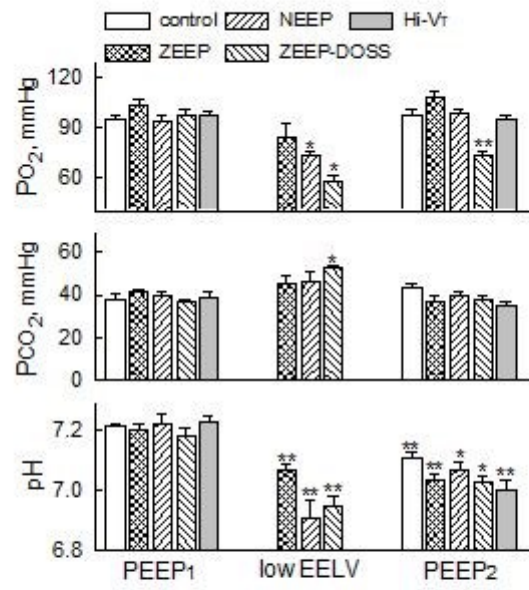 control NEEP Hi-VT
ZEEP ZEEP-DOSS
PO2, mmHg
120
90
60
* *
**
PCO2, mmHg
60
40
20
0
*
pH
7.2
7.0
6.8
** ** **
** ** * * **
PEEP1 low EELV PEEP2